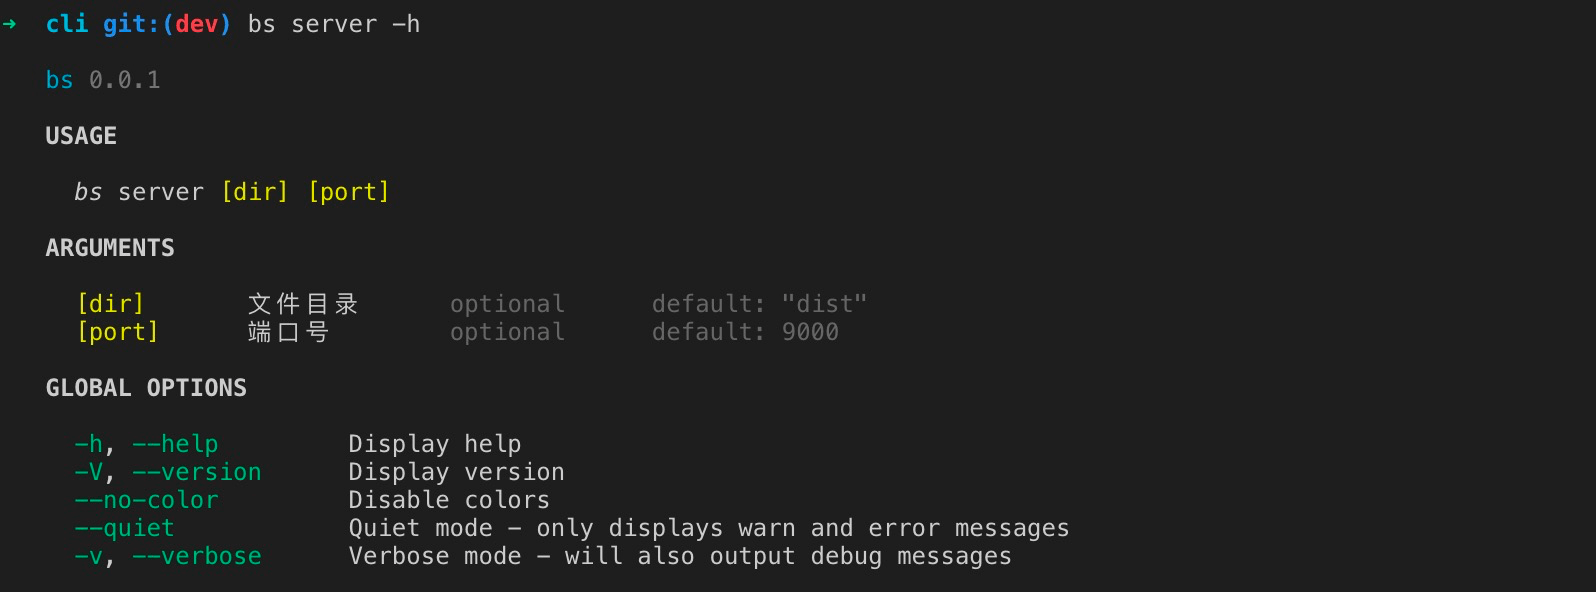 ➜ cli git:(dev) bs server -h
bs 0.0.1
USAGE
bs server [dir] [port]
ARGUMENTS
[dir] 文件目录 optional default: "dist"
[port] 端口号 optional default: 9000
GLOBAL OPTIONS
-h, --help Display help
-V, --version Display version
--no-color Disable colors
--quiet Quiet mode - only displays warn and error messages
-v, --verbose Verbose mode - will also output debug messages